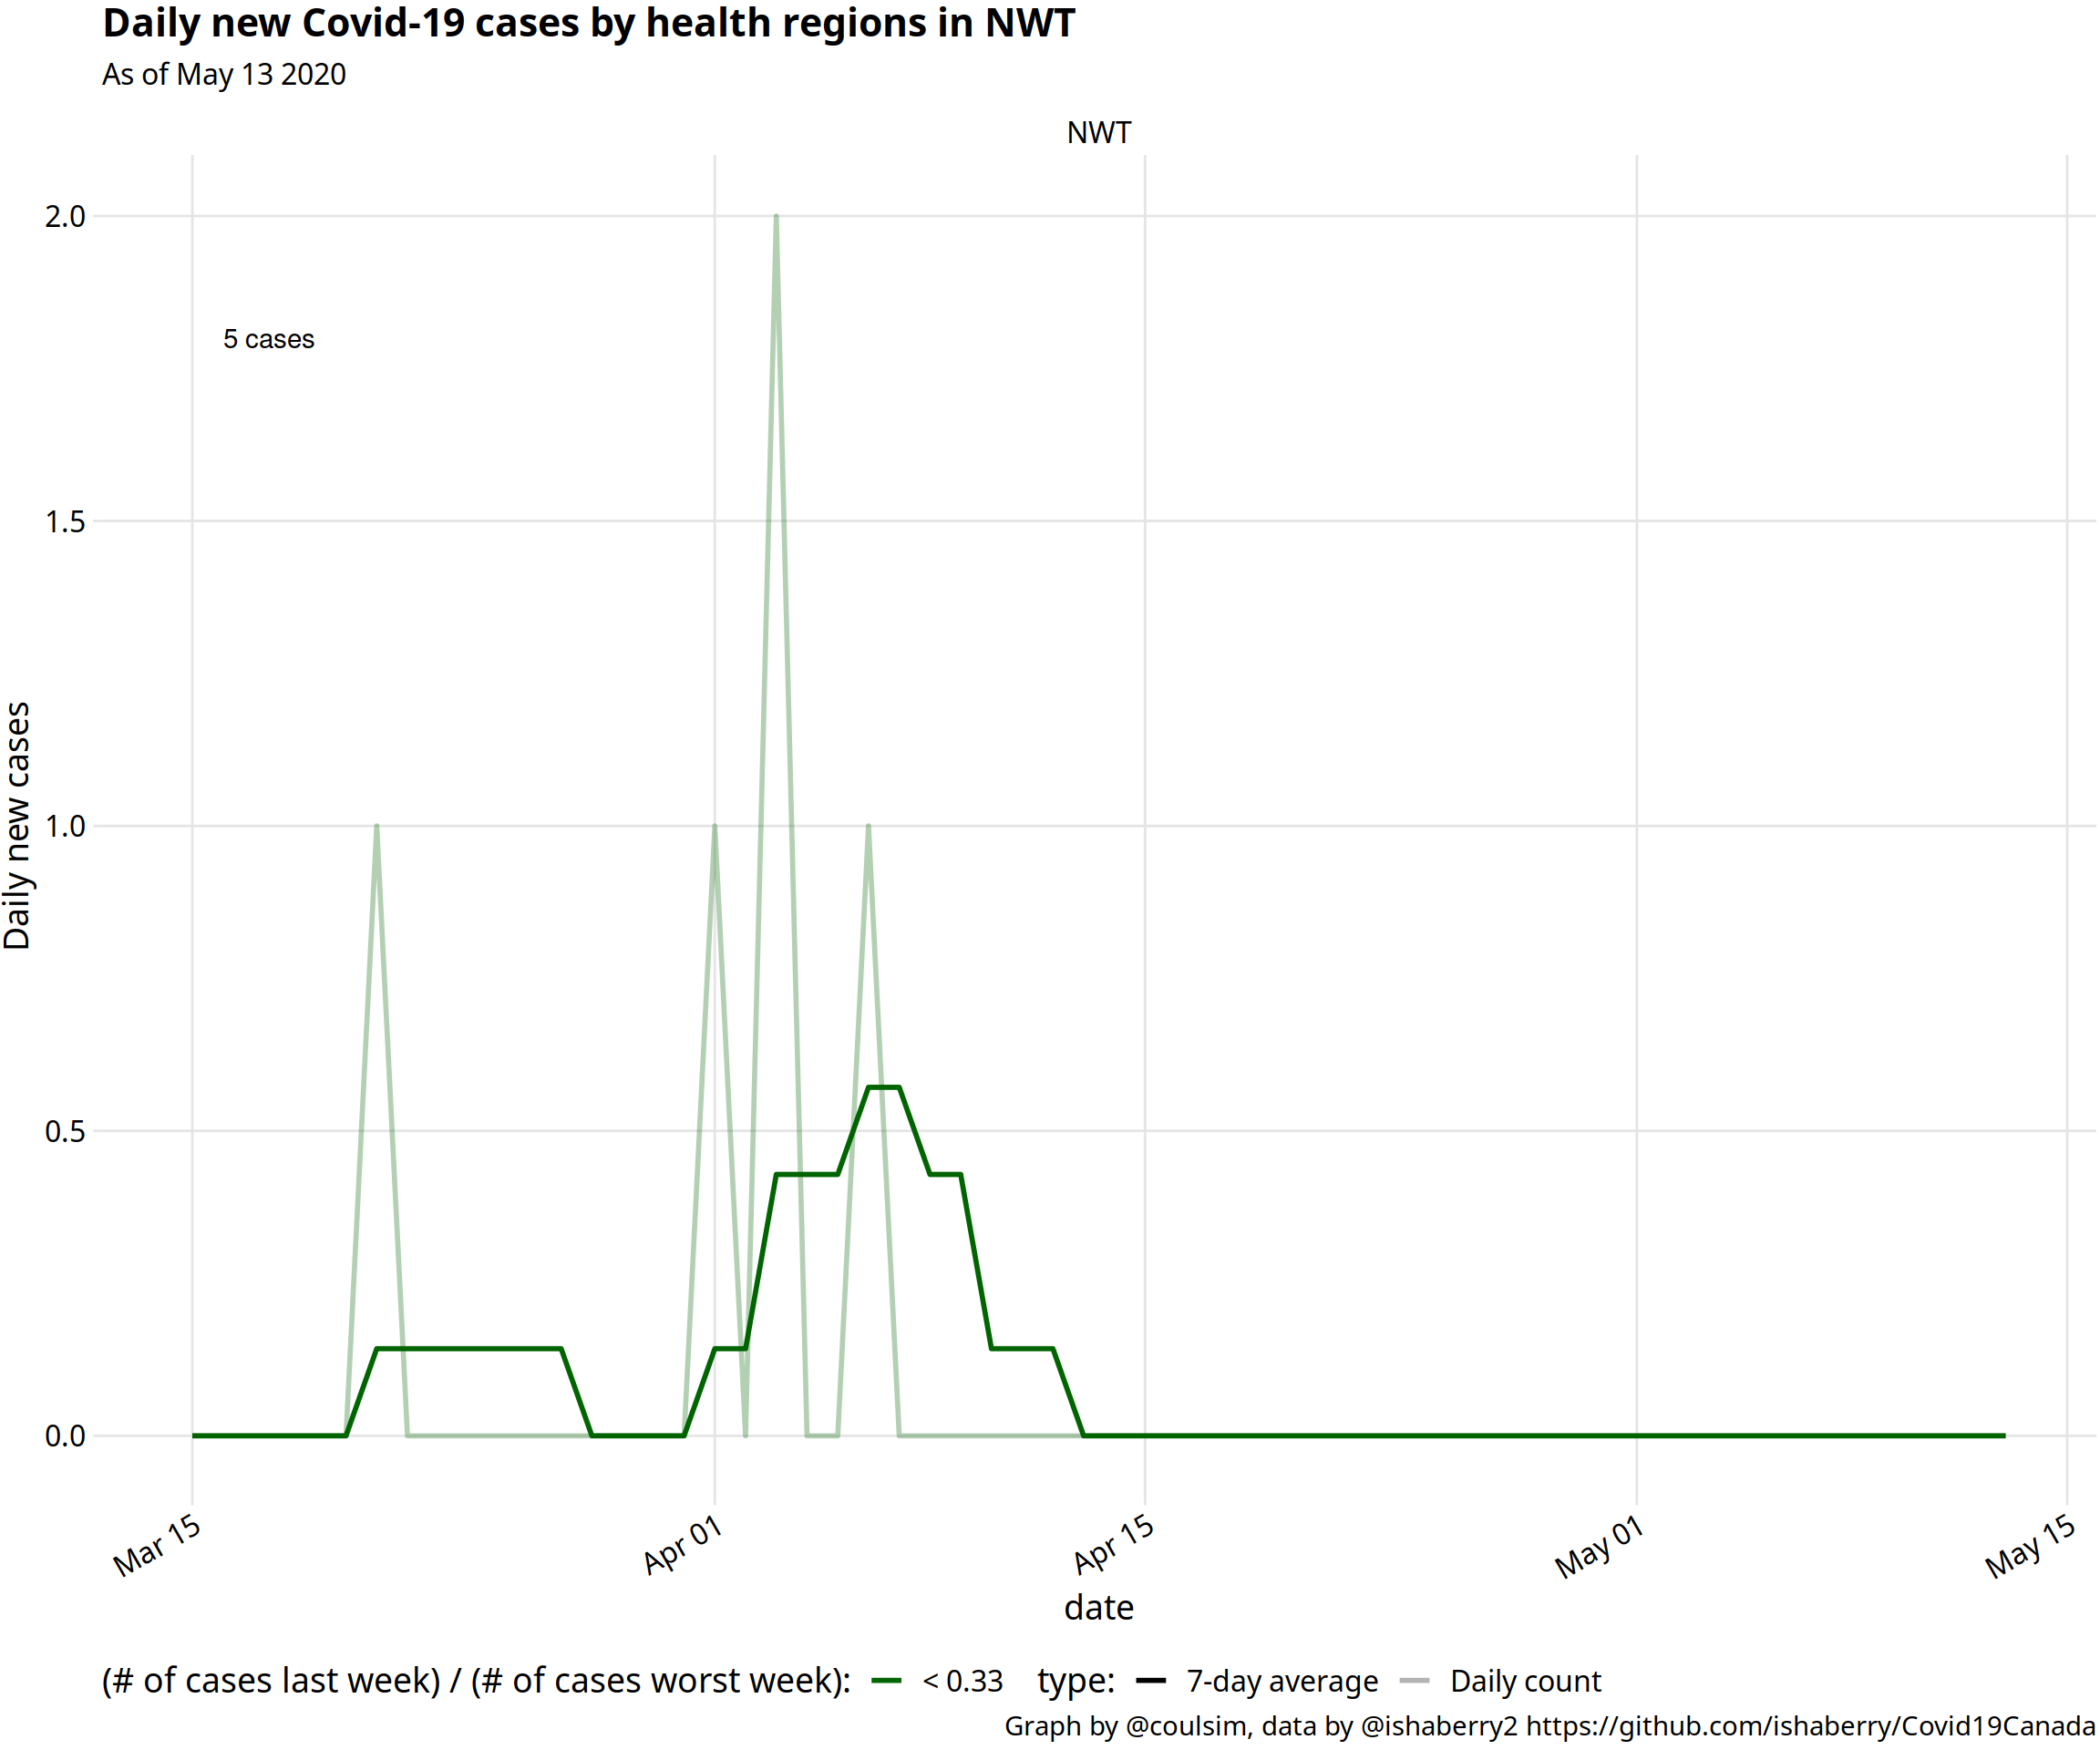 Daily new Covid-19 cases by health regions in NWT
As of May 13 2020
NWT
2.0
5 cases
1.5
1.0
0.5
0.0
Daily new cases
Mar 15
Apr 01
Apr 15
May 01
May 15
date
(# of cases last week) / (# of cases worst week): < 0.33 type: 7-day average Daily count
Graph by @coulsim, data by @ishaberry2 https://github.com/ishaberry/Covid19Canada